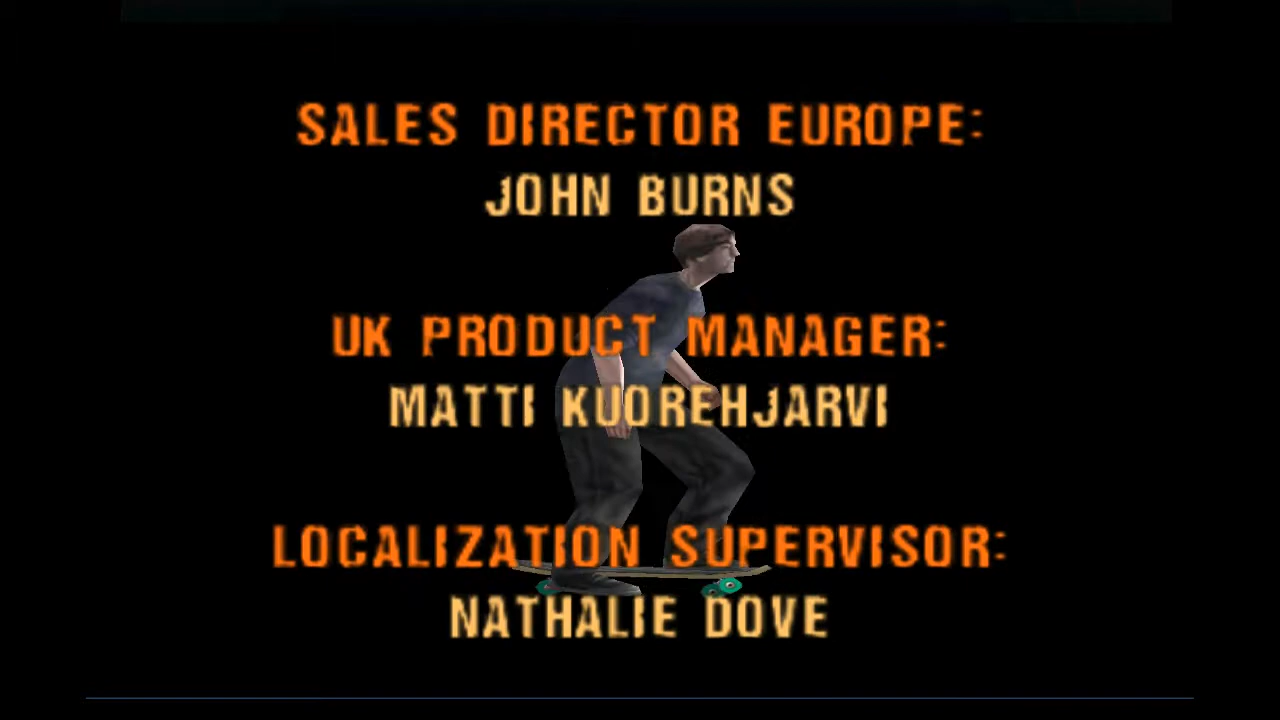 SALES DIRECTOR EUROPE:
JOHN BURNS
UK PRODUCT MANAGER:
MATTI KUOREHJARVI
LOCALIZATION SUPERVISOR:
NATHALIE DOVE